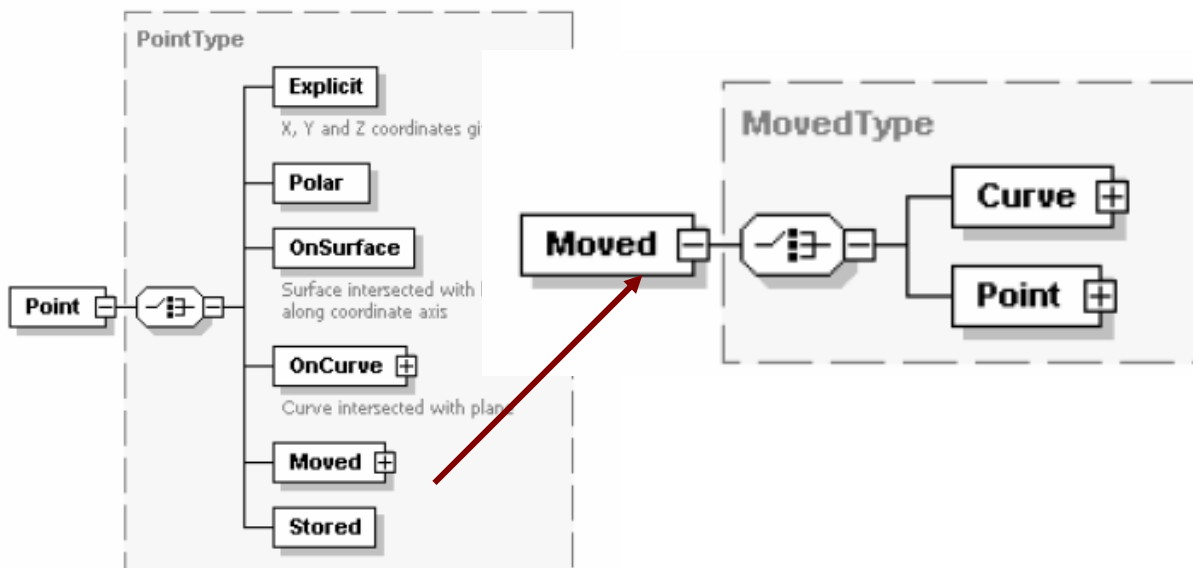 PointType
Explicit
X, Y and Z coordinates
Polar
OnSurface
Surface intersected with
along coordinate axis
Point
OnCurve
Curve intersected with plane
Moved
Stored
MovedType
Curve
Moved
Point